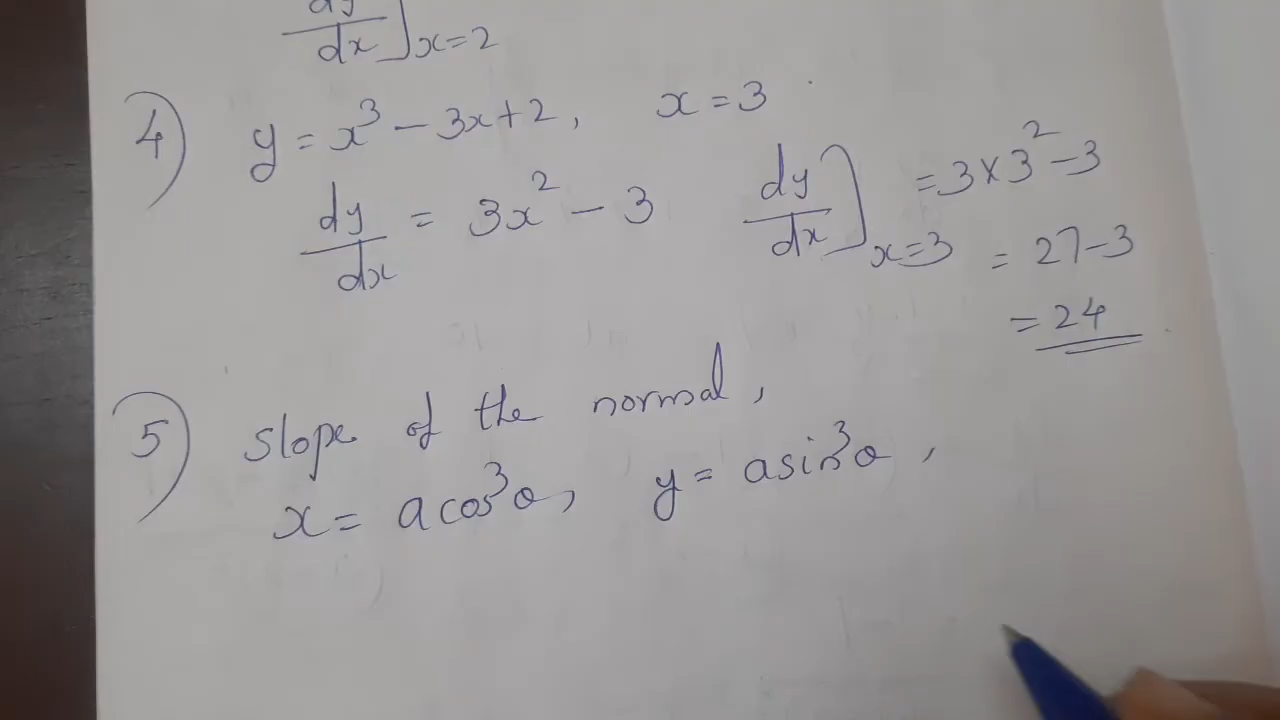 dy/dx]x=2
4) y = x³ - 3x + 2, x = 3
dy/dx = 3x² - 3 dy/dx]x=3 = 3×3² - 3
= 27 - 3
= 24
5) slope of the normal,
x = a cos³θ, y = a sin³θ,